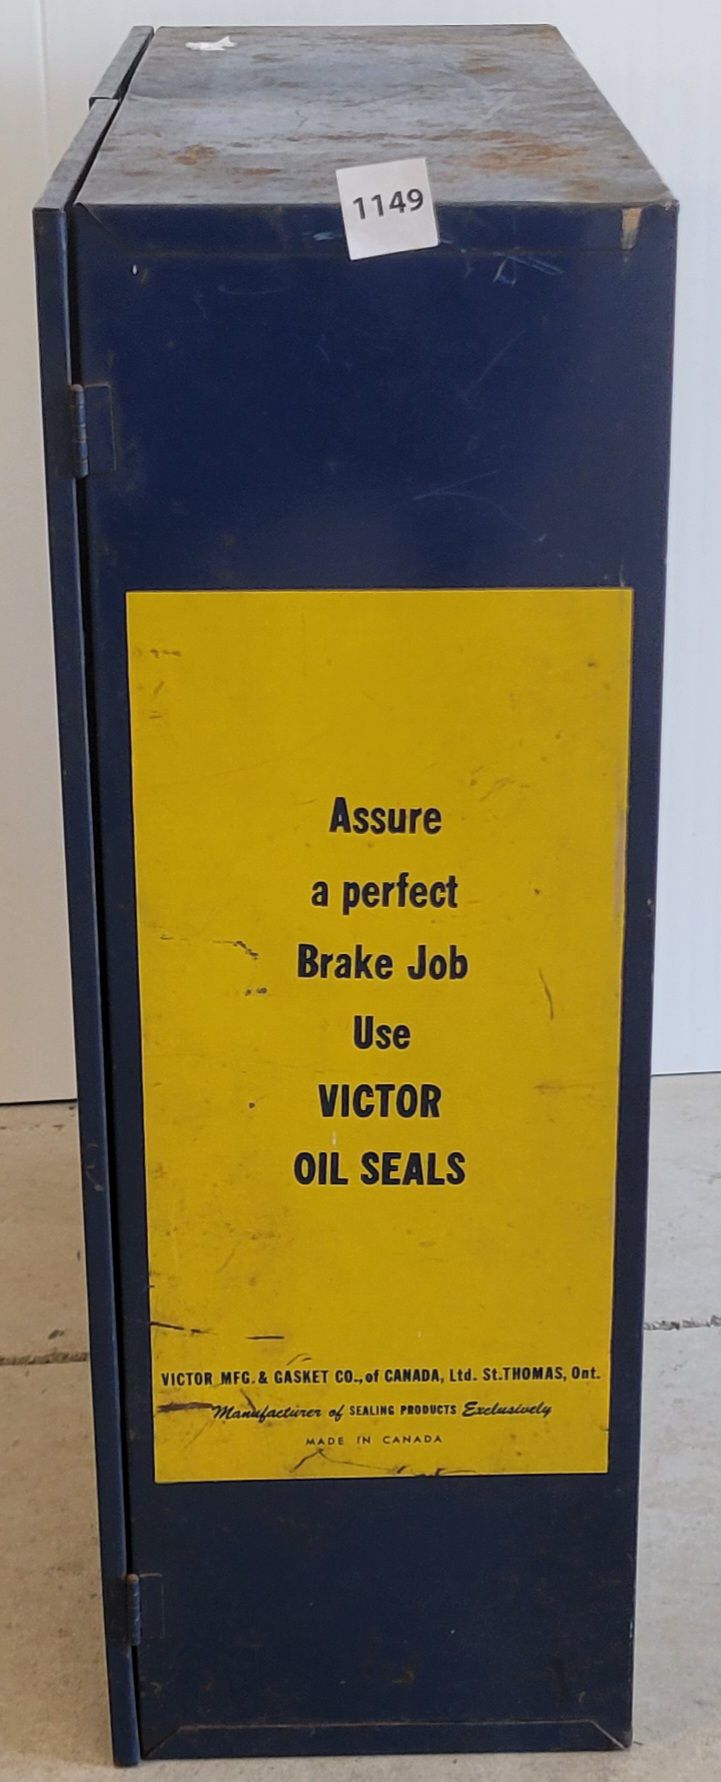 1149
Assure
a perfect
Brake Job
Use
VICTOR
OIL SEALS
VICTOR MFG. & GASKET CO., of CANADA, Ltd. St. THOMAS, Ont.
Manufacturer of SEALING PRODUCTS Exclusively
MADE IN CANADA